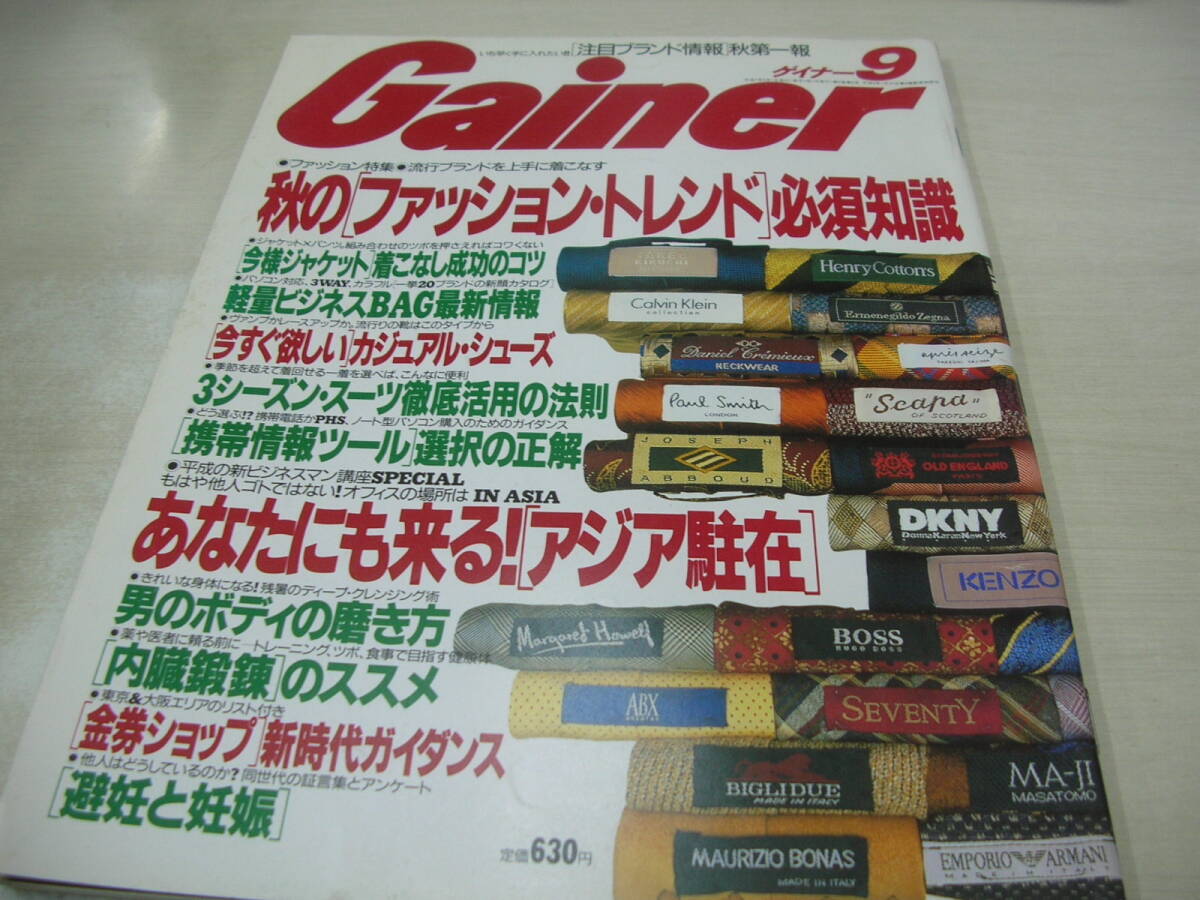 いち早く手に入れたい!![注目ブランド情報]秋第一報
Gainer
ゲイナー9
●ファッション特集●流行ブランドを上手に着こなす
秋の[ファッション・トレンド]必須知識
●ジャケット×パンツ。組み合わせのツボを押さえればコワくない
[今様ジャケット]着こなし成功のコツ
●パソコン対応、3WAY、カラフル[一挙20ブランドの新顔カタログ]
軽量ビジネスBAG最新情報
ヴァンプかレースアップか。流行りの靴はこのタイプから
[今すぐ欲しい]カジュアル・シューズ
●季節を超えて着回せる一着を選べば、こんなに便利
3シーズン・スーツ徹底活用の法則
●どう選ぶ!?携帯電話かPHS、ノート型パソコン購入のためのガイダンス
[携帯情報ツール]選択の正解
●平成の新ビジネスマン講座SPECIAL
もはや他人ゴトではない!オフィスの場所は IN ASIA
あなたにも来る![アジア駐在]
●きれいな身体になる!残暑のディープ・クレンジング術
男のボディの磨き方
●薬や医者に頼る前に―トレーニング、ツボ、食事で目指す健康体
[内臓鍛錬]のススメ
●東京&大阪エリアのリスト付き
[金券ショップ]新時代ガイダンス
●他人はどうしているのか?同世代の証言集とアンケート
[避妊と妊娠]
定価630円
TAKEO
KIKUCHI
Henry Cotton's
Calvin Klein
collection
Ermenegildo Zegna
Daniel Crémieux
NECKWEAR
après seize
Paul Smith
LONDON
"Scapa"
OF SCOTLAND
JOSEPH
ABBOUD
OLD ENGLAND
PARIS
DKNY
Donna Karan New York
KENZO
Margaret Howell
BOSS
HUGO BOSS
ABX
SEVENTY
BIGLIDUE
MADE IN ITALY
MA-JI
MASATOMO
MAURIZIO BONAS
MADE IN ITALY
EMPORIO ARMANI
MADE IN ITALY